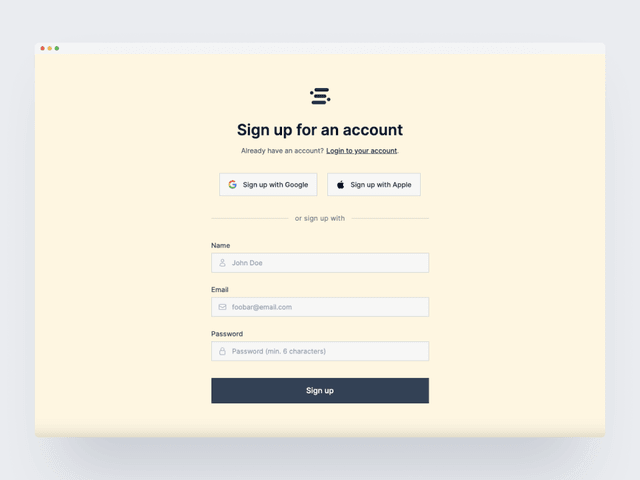 Sign up for an account
Already have an account? Login to your account.
Sign up with Google
Sign up with Apple
or sign up with
Name
John Doe
Email
foobar@email.com
Password
Password (min. 6 characters)
Sign up